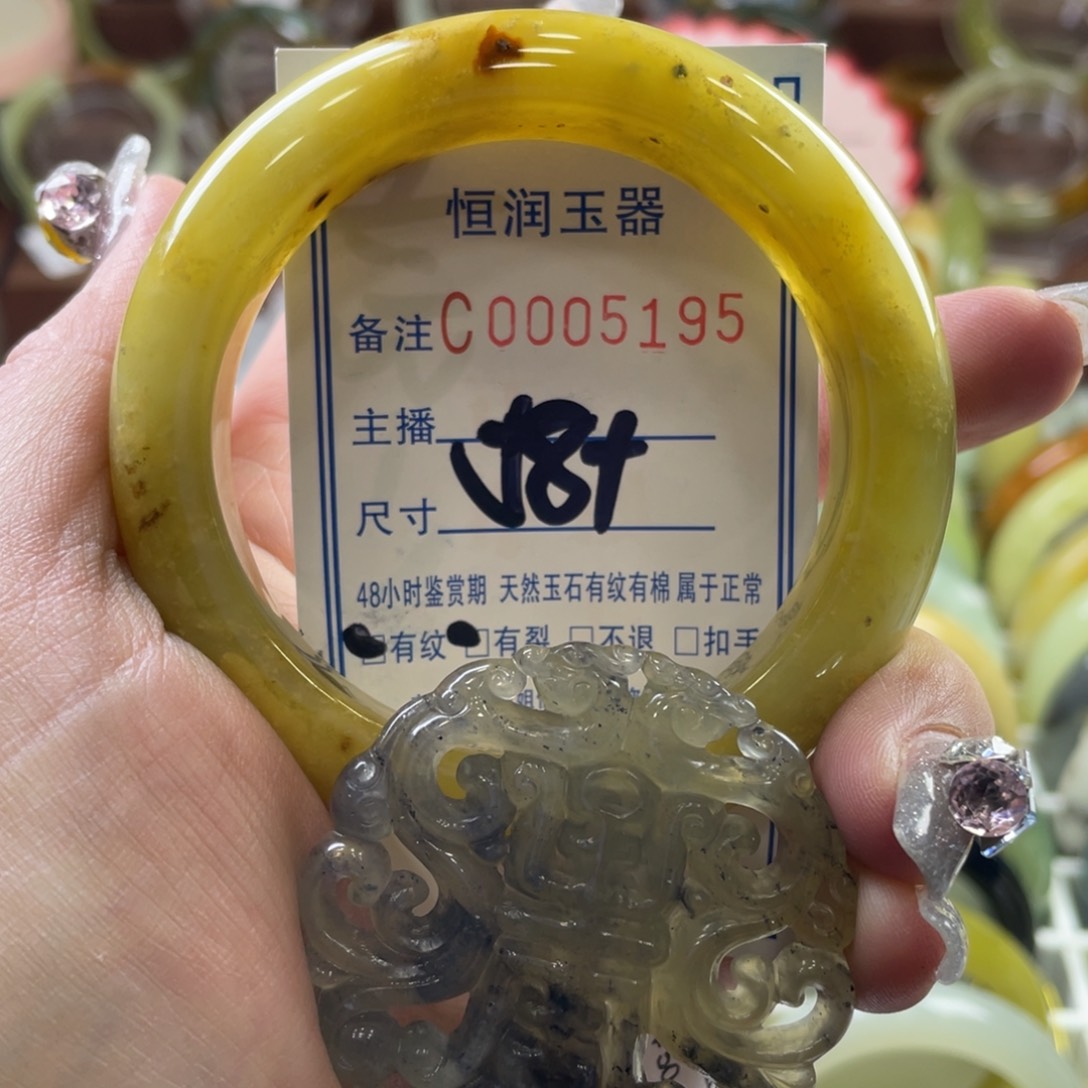 恒润玉器
备注C0005195
主播
尺寸
48小时鉴赏期 天然玉石有纹有棉 属于正常
□有纹 □有裂 □不退 □扣手